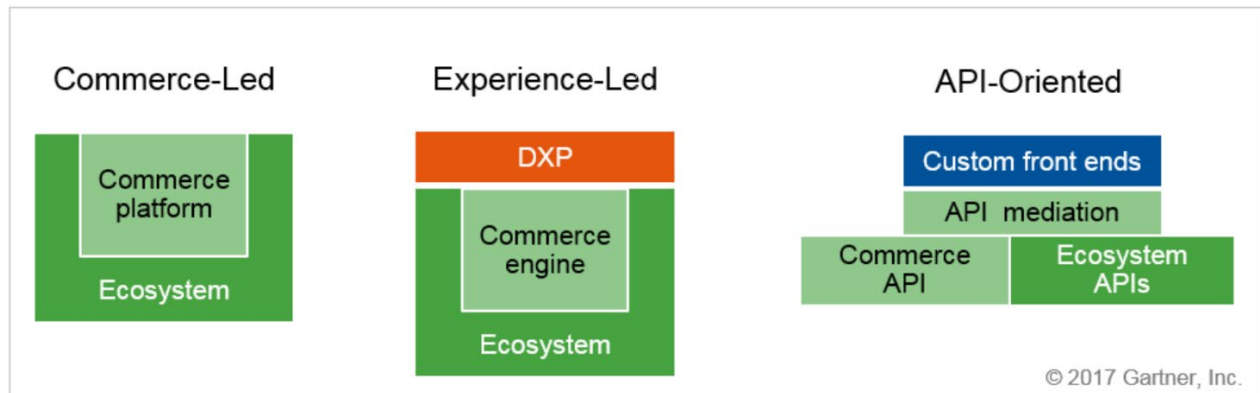 Commerce-Led
Commerce
platform
Ecosystem
Experience-Led
DXP
Commerce
engine
Ecosystem
API-Oriented
Custom front ends
API mediation
Commerce
API
Ecosystem
APIs
© 2017 Gartner, Inc.